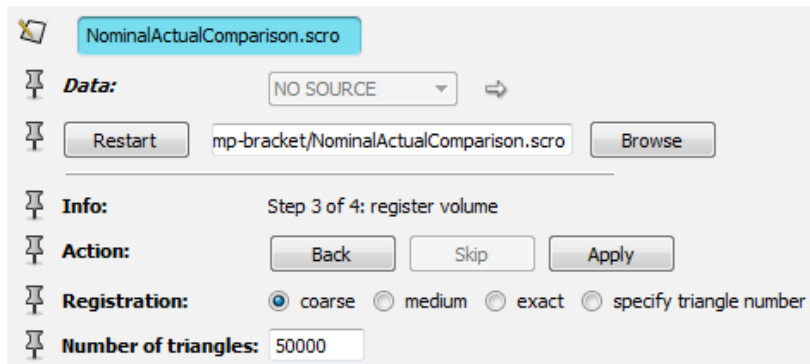 NominalActualComparison.scro
Data: NO SOURCE
Restart mp-bracket/NominalActualComparison.scro Browse
Info: Step 3 of 4: register volume
Action: Back Skip Apply
Registration: coarse medium exact specify triangle number
Number of triangles: 50000